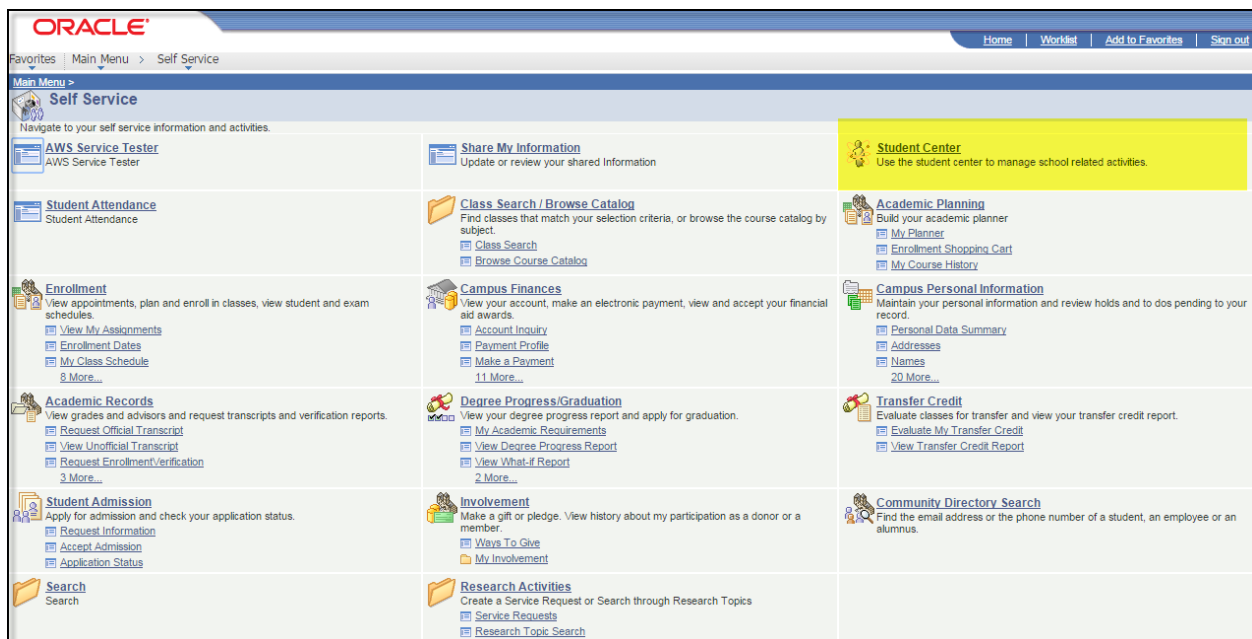 ORACLE'
Home | Worklist | Add to Favorites | Sign out
Favorites Main Menu > Self Service
Main Menu >
Self Service
Navigate to your self service information and activities.
AWS Service Tester
AWS Service Tester
Share My Information
Update or review your shared Information
Student Center
Use the student center to manage school related activities.
Student Attendance
Student Attendance
Class Search / Browse Catalog
Find classes that match your selection criteria, or browse the course catalog by
subject.
Class Search
Browse Course Catalog
Academic Planning
Build your academic planner
My Planner
Enrollment Shopping Cart
My Course History
Enrollment
View appointments, plan and enroll in classes, view student and exam
schedules.
View My Assignments
Enrollment Dates
My Class Schedule
8 More...
Campus Finances
View your account, make an electronic payment, view and accept your financial
aid awards.
Account Inquiry
Payment Profile
Make a Payment
11 More...
Campus Personal Information
Maintain your personal information and review holds and to dos pending to your
record.
Personal Data Summary
Addresses
Names
20 More...
Academic Records
View grades and advisors and request transcripts and verification reports.
Request Official Transcript
View Unofficial Transcript
Request EnrollmentVerification
3 More...
Degree Progress/Graduation
View your degree progress report and apply for graduation.
My Academic Requirements
View Degree Progress Report
View What-if Report
2 More...
Transfer Credit
Evaluate classes for transfer and view your transfer credit report.
Evaluate My Transfer Credit
View Transfer Credit Report
Student Admission
Apply for admission and check your application status.
Request Information
Accept Admission
Application Status
Involvement
Make a gift or pledge. View history about my participation as a donor or a
member.
Ways To Give
My Involvement
Community Directory Search
Find the email address or the phone number of a student, an employee or an
alumnus.
Search
Search
Research Activities
Create a Service Request or Search through Research Topics
Service Requests
Research Topic Search